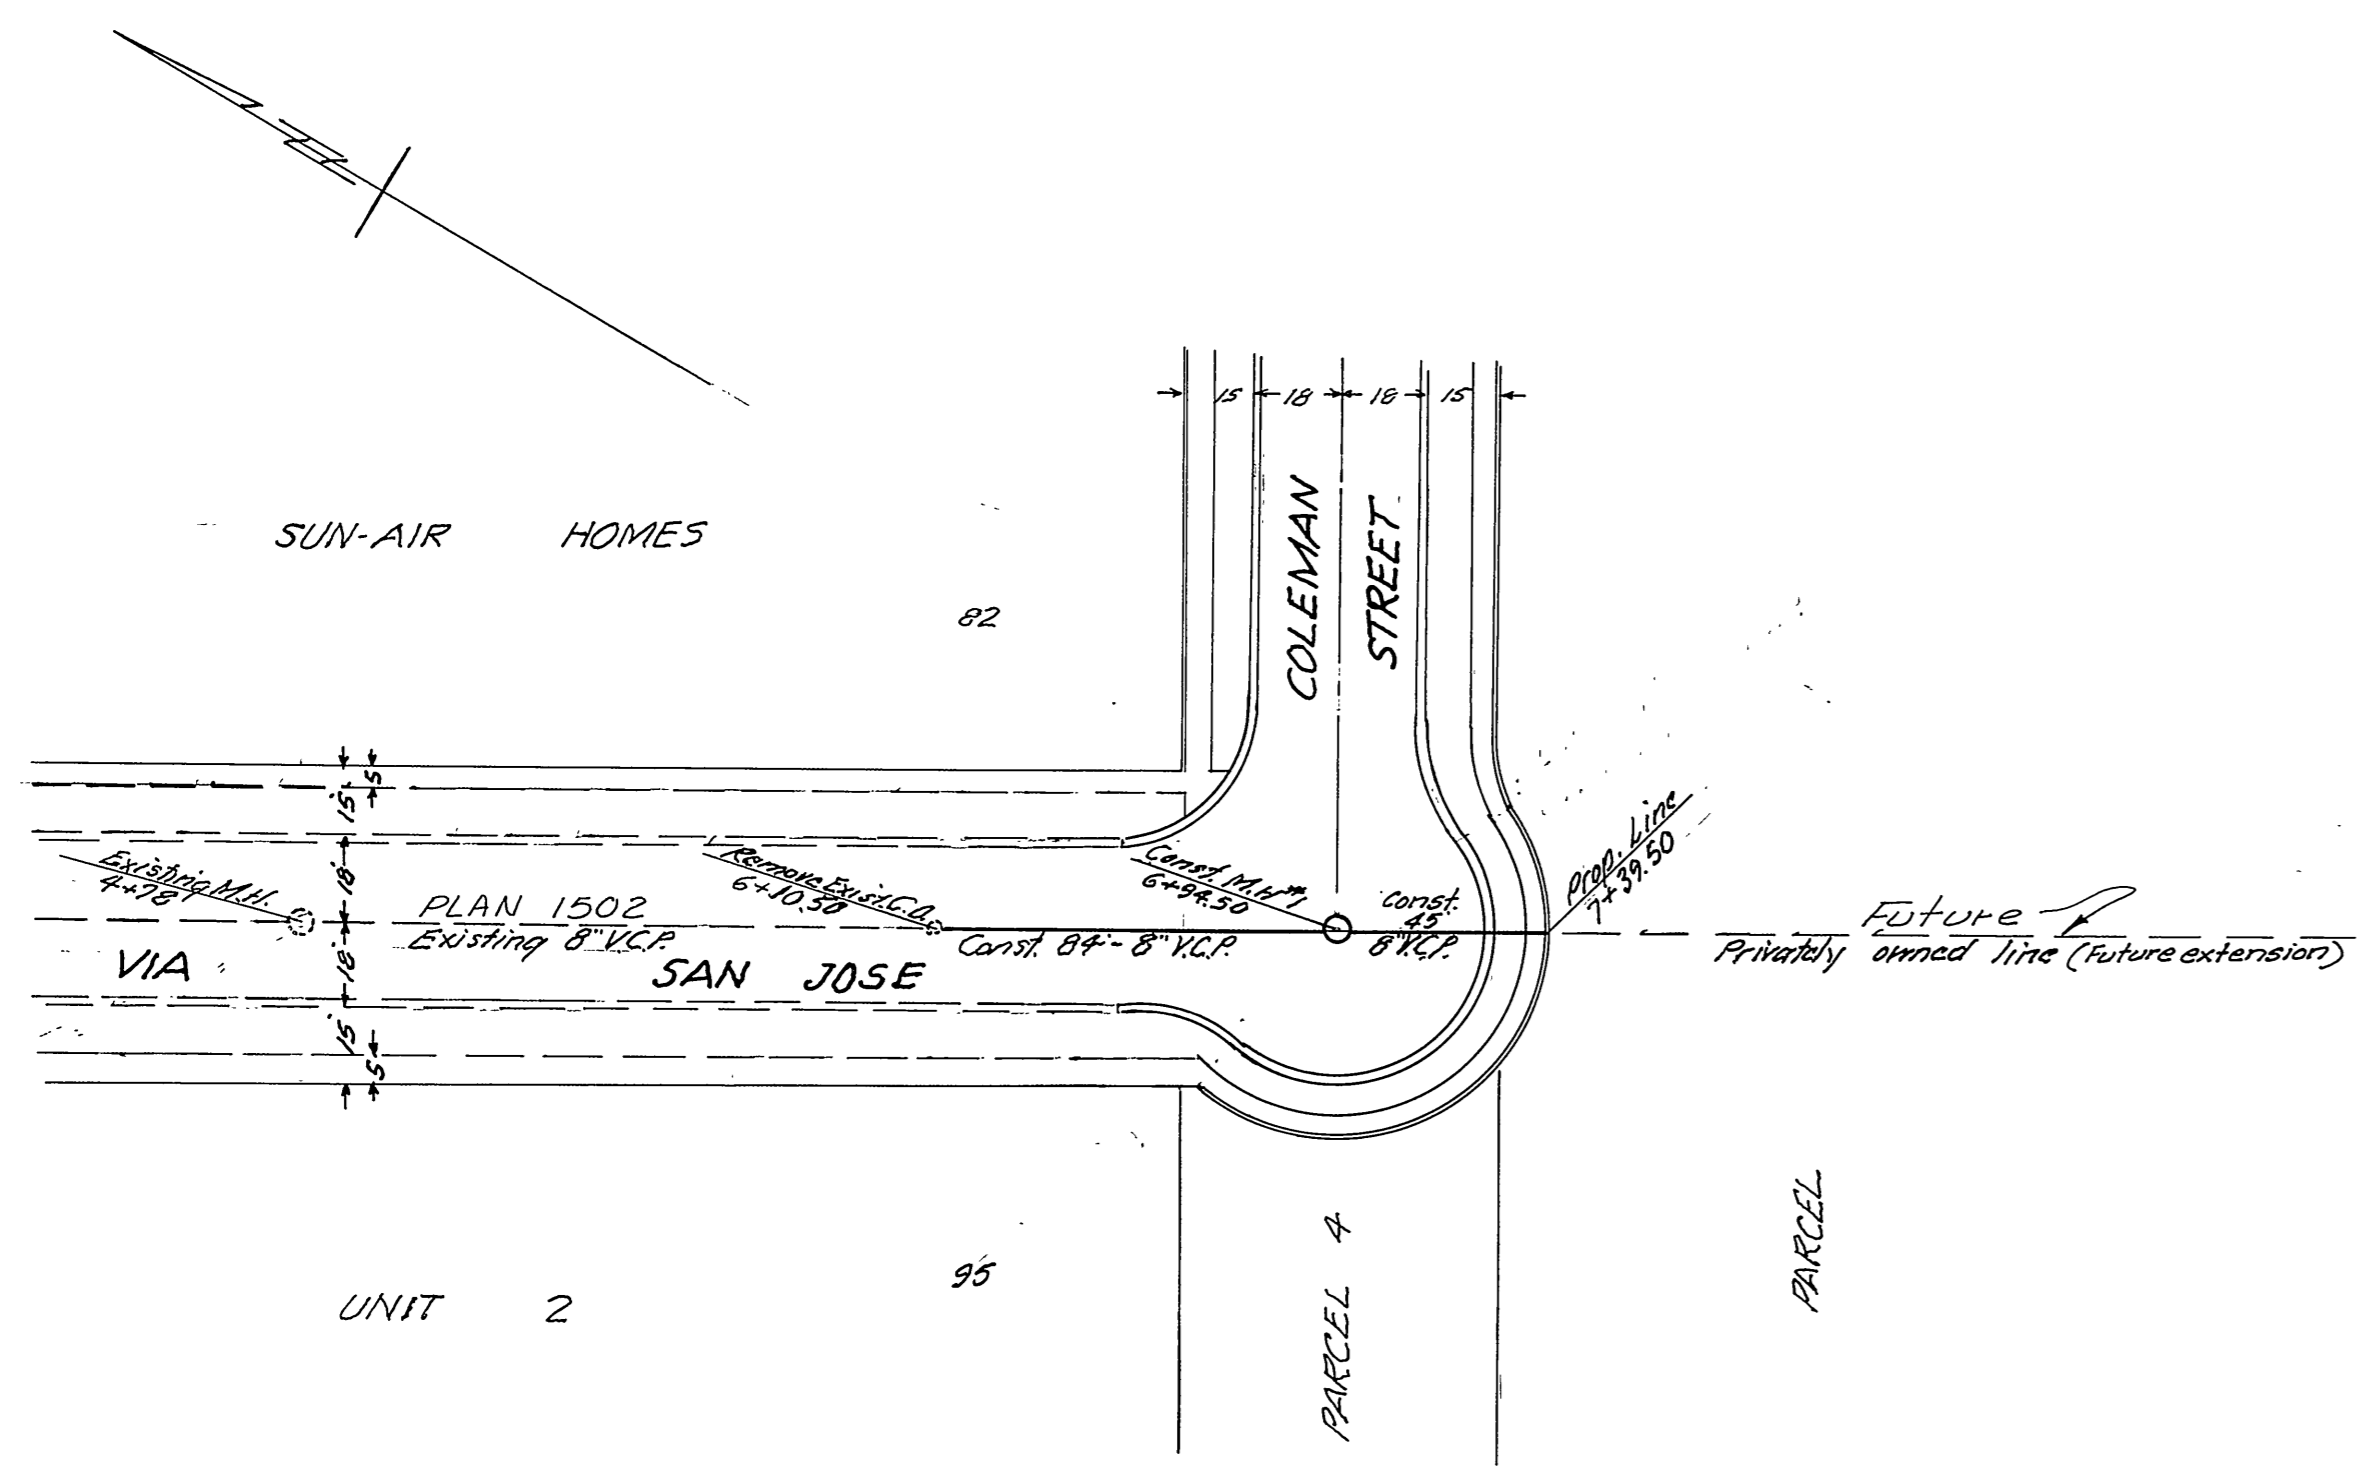 15 18 18 15
COLEMAN
STREET
SUN-AIR HOMES
82
5
15'
18'
18'
15'
5'
Existing M.H.
4+78
Remove Exist. C.O.
6+10.50
Const. M.H.#1
6+94.50
Prop. Line
7+39.50
PLAN 1502
Existing 8" V.C.P.
Const. 84'- 8" V.C.P.
Const.
45'
8" V.C.P.
Future
Privately owned line (Future extension)
VIA SAN JOSE
95
UNIT 2
PARCEL 4
PARCEL